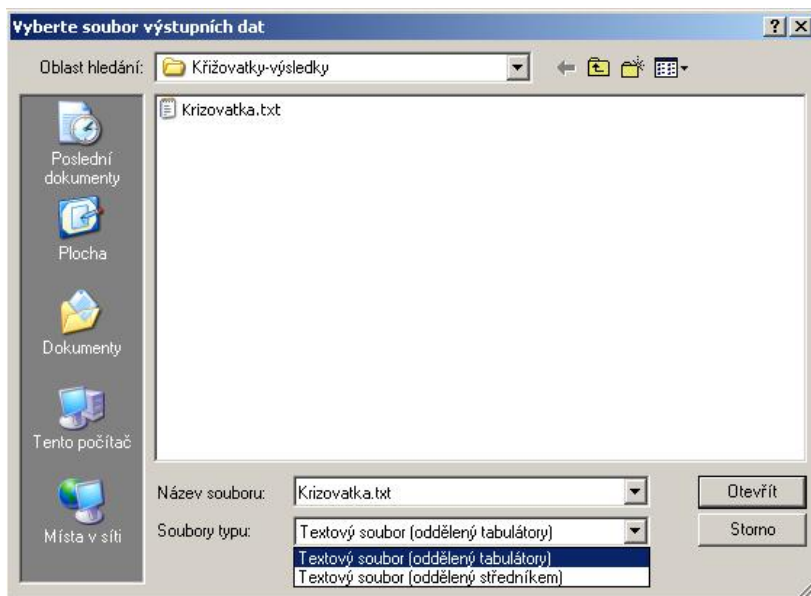 Vyberte soubor výstupních dat
Oblast hledání:
Křižovatky-výsledky
Krizovatka.txt
Poslední
dokumenty
Plocha
Dokumenty
Tento počítač
Místa v síti
Název souboru:
Krizovatka.txt
Otevřít
Soubory typu:
Textový soubor (oddělený tabulátory)
Storno
Textový soubor (oddělený tabulátory)
Textový soubor (oddělený středníkem)